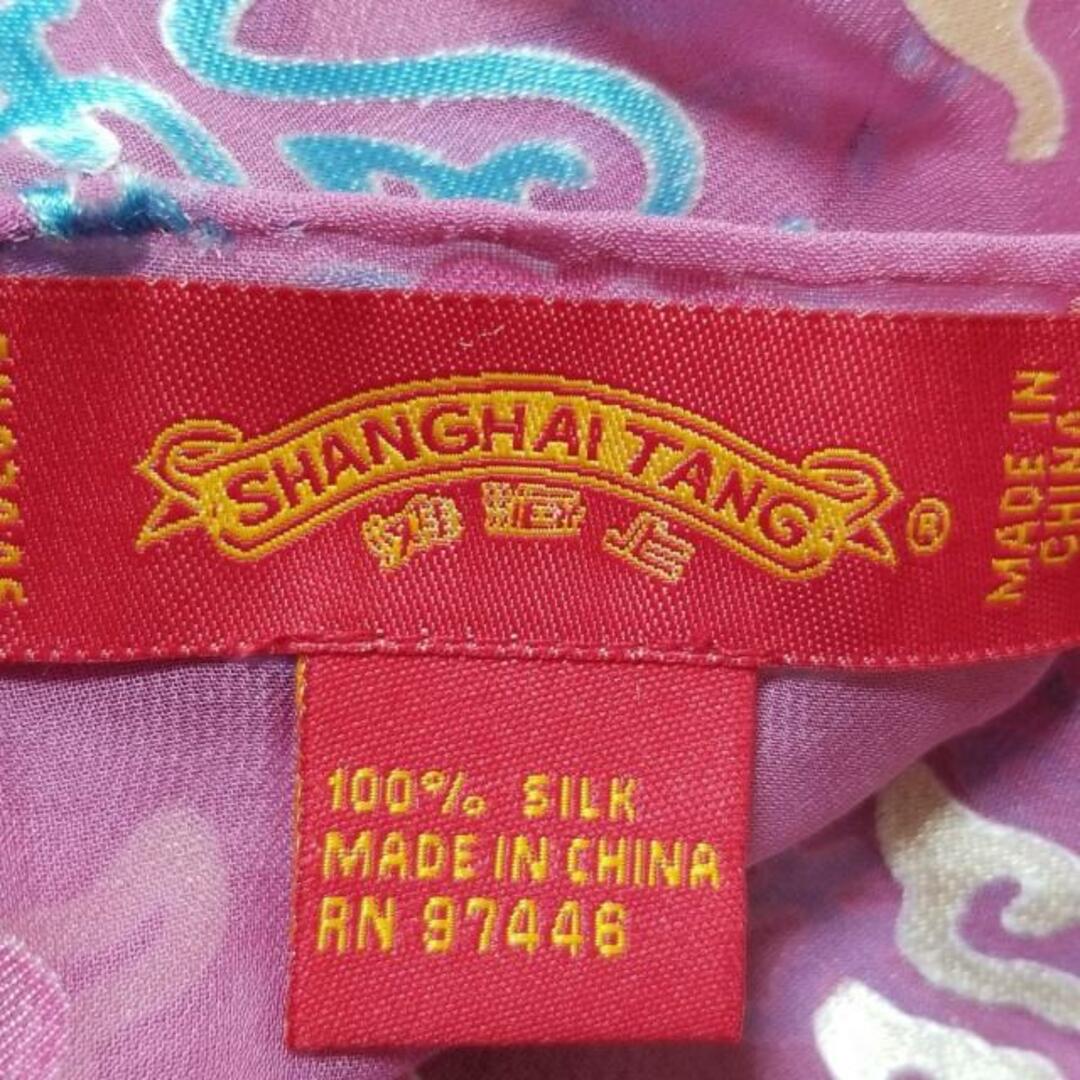 SHANGHAI TANG
®
MADE IN
CHINA
100% SILK
MADE IN CHINA
RN 97446